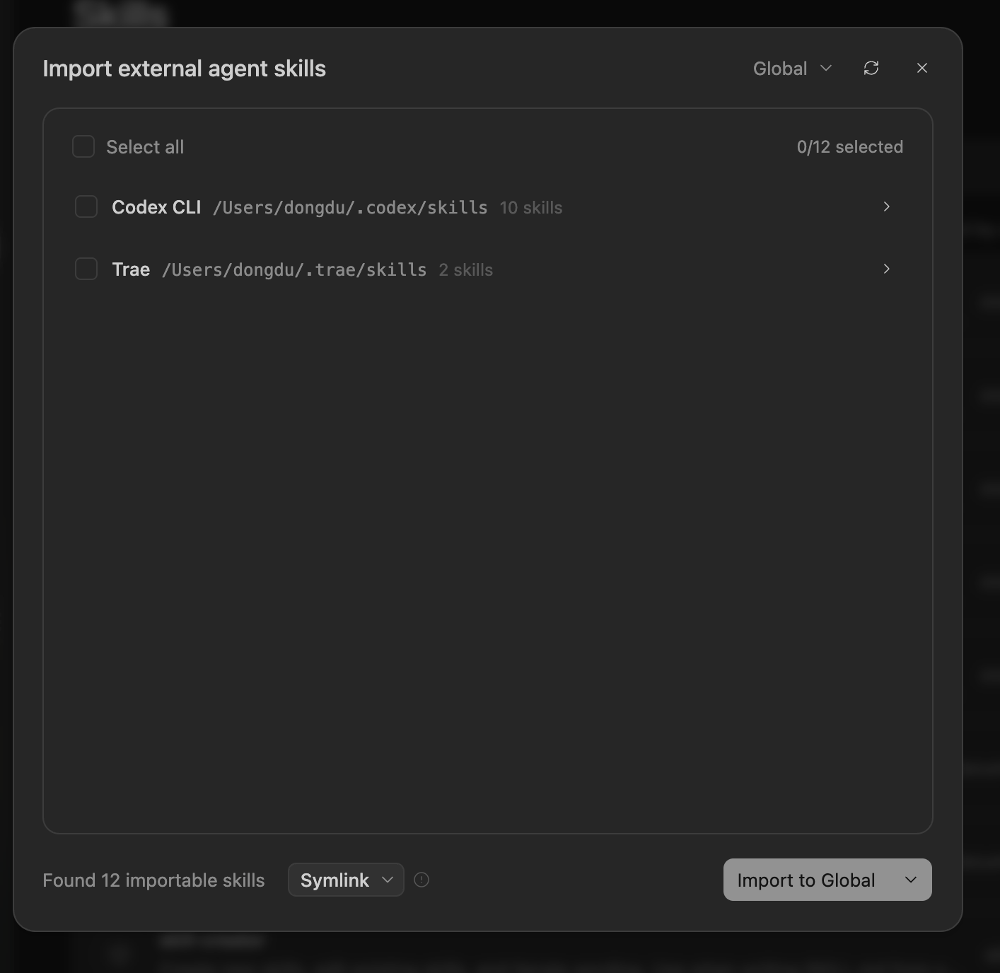 Skills
Import external agent skills Global
Select all 0/12 selected
Codex CLI /Users/dongdu/.codex/skills 10 skills
Trae /Users/dongdu/.trae/skills 2 skills
Found 12 importable skills Symlink Import to Global